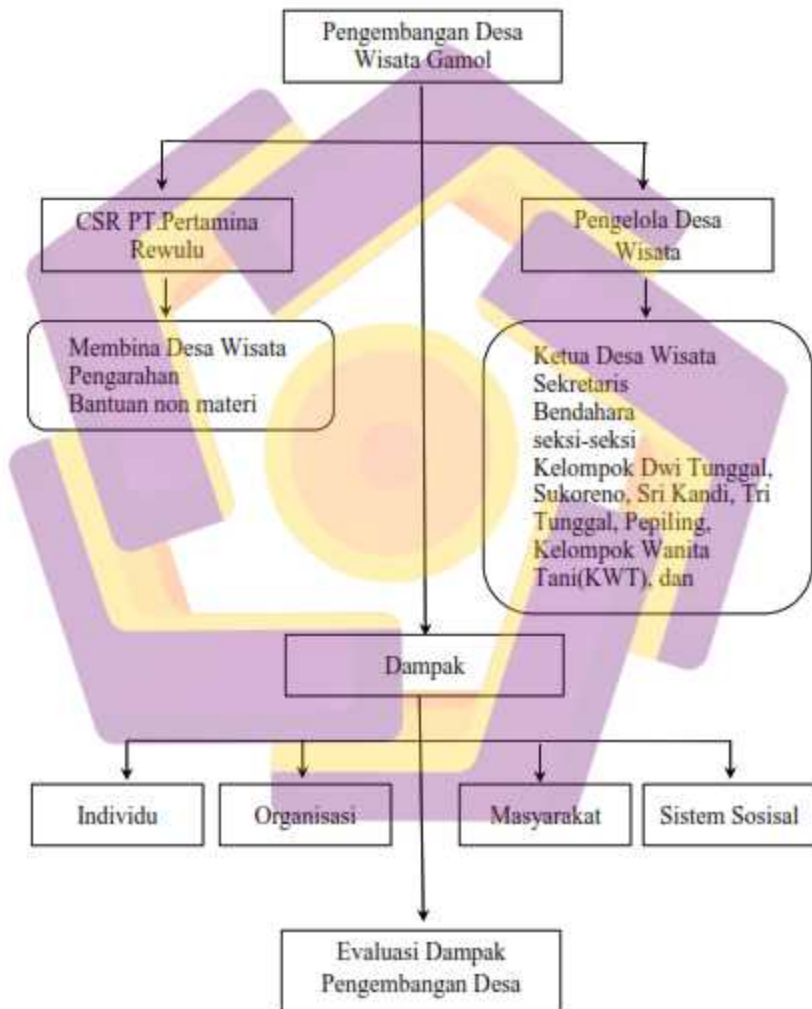 Pengembangan Desa
Wisata Gamol
CSR PT.Pertamina
Rewulu
Pengelola Desa
Wisata
Membina Desa Wisata
Pengarahan
Bantuan non materi
Ketua Desa Wisata
Sekretaris
Bendahara
seksi-seksi
Kelompok Dwi Tunggal,
Sukoreno, Sri Kandi, Tri
Tunggal, Pepiling,
Kelompok Wanita
Tani(KWT), dan
Dampak
Individu
Organisasi
Masyarakat
Sistem Sosisal
Evaluasi Dampak
Pengembangan Desa